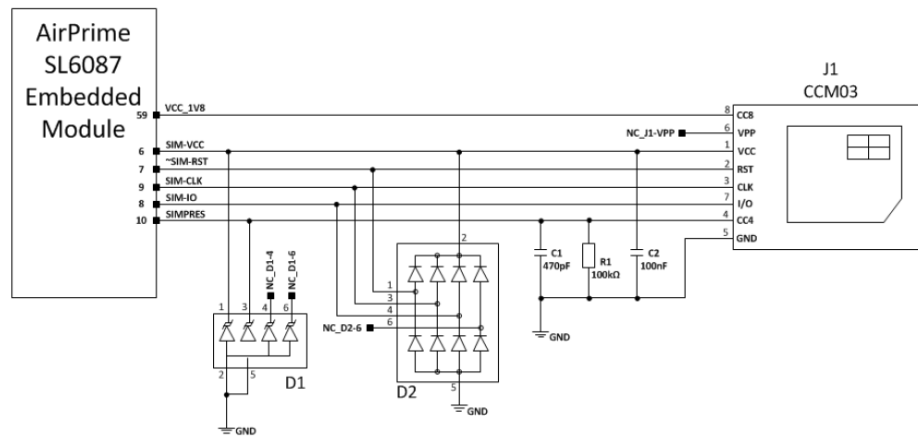 AirPrime
SL6087
Embedded
Module
J1
CCM03
59 VCC_1V8 8 CC8
NC_J1-VPP 6 VPP
6 SIM-VCC 1 VCC
7 ~SIM-RST 2 RST
9 SIM-CLK 3 CLK
8 SIM-IO 7 I/O
10 SIMPRES 4 CC4
5 GND
2
C1
470pF
R1
100kΩ
C2
100nF
NC_D1-4
NC_D1-6
1
3
4
6
1 3 4 6
NC_D2-6
GND
2 5
D1
D2
5
GND
GND